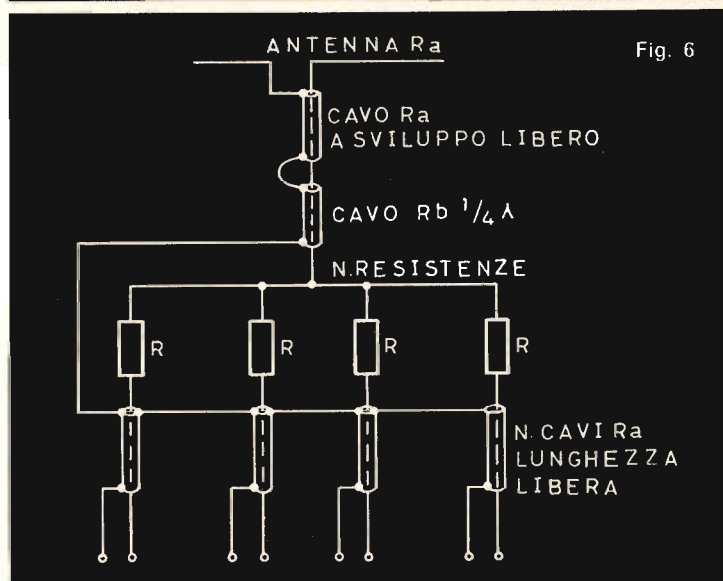 ANTENNA Ra
Fig. 6
CAVO Ra
A SVILUPPO LIBERO
CAVO Rb 1/4 λ
N.RESISTENZE
R
R
R
R
N. CAVI Ra
LUNGHEZZA
LIBERA